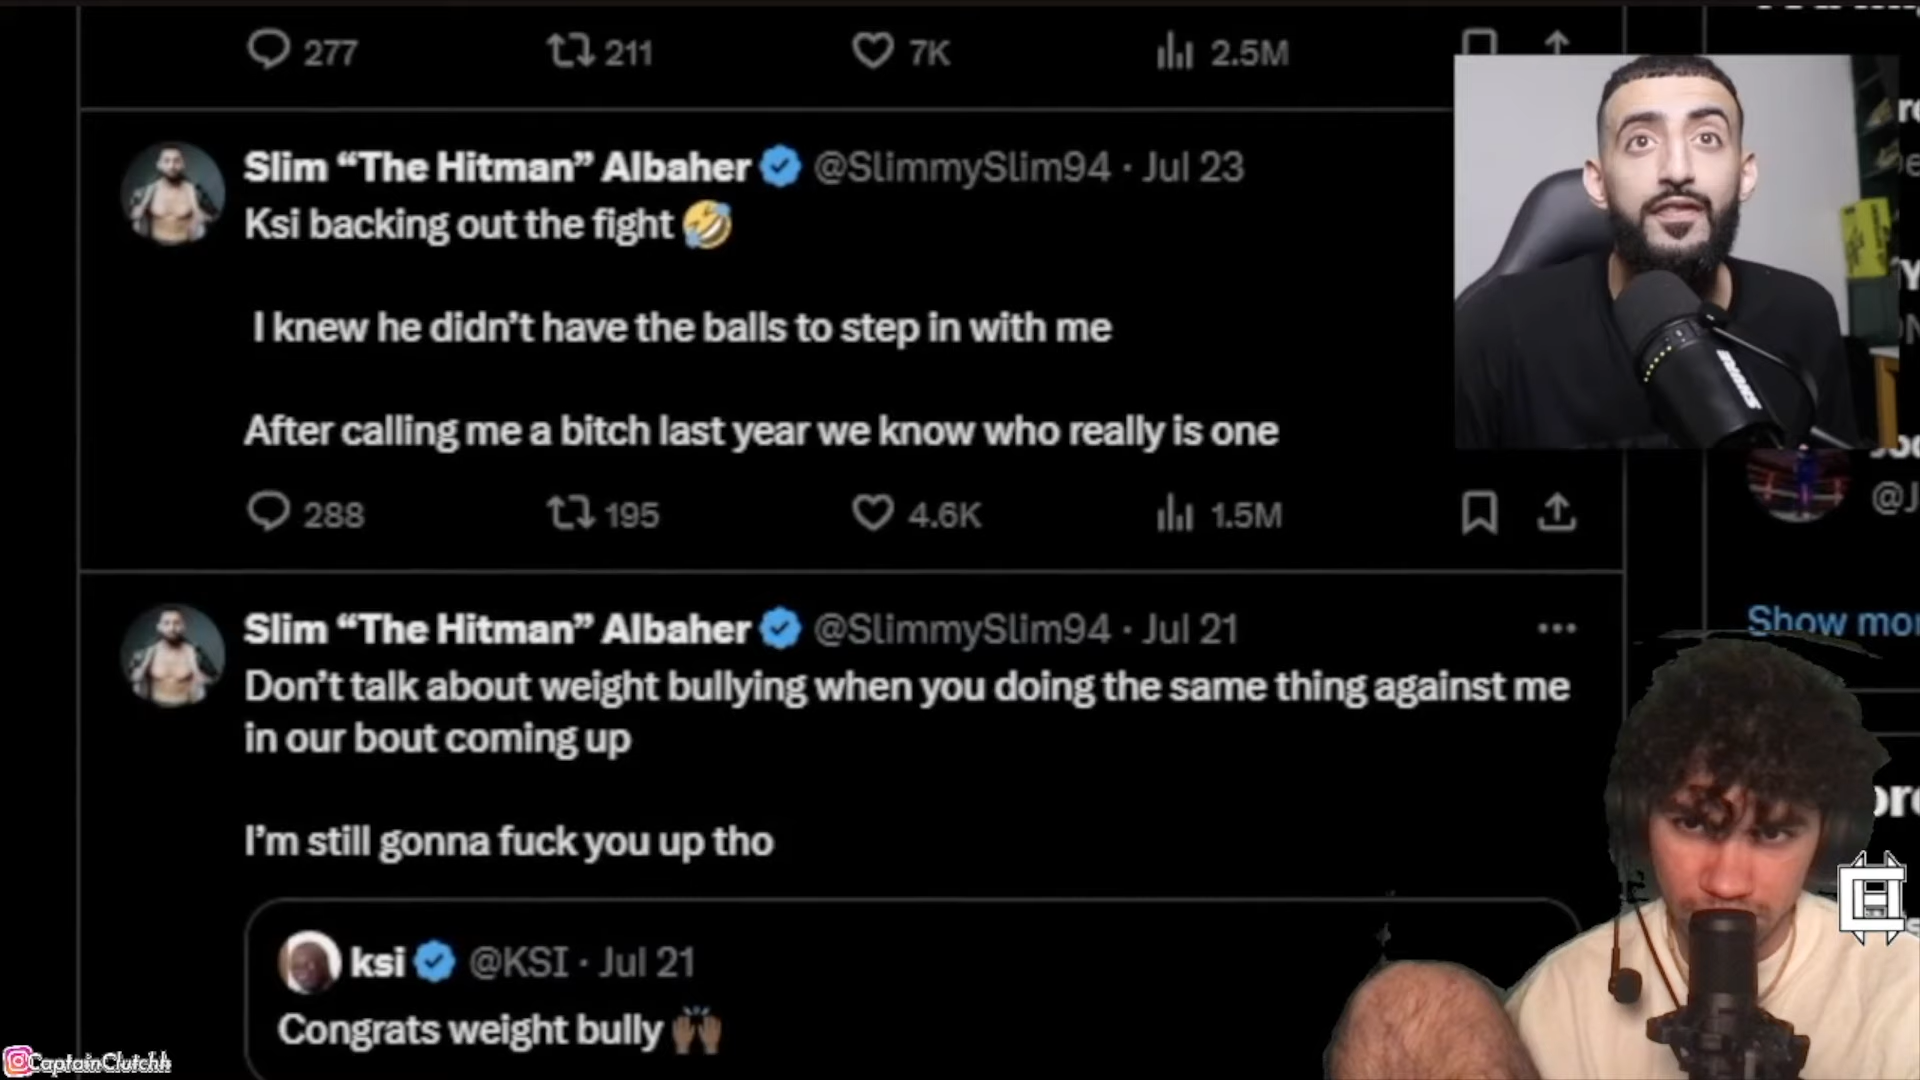 277 211 7K 2.5M
Slim “The Hitman” Albaher @SlimmySlim94 · Jul 23
Ksi backing out the fight 🤣
I knew he didn’t have the balls to step in with me
After calling me a bitch last year we know who really is one
288 195 4.6K 1.5M
@J
Show mor
Slim “The Hitman” Albaher @SlimmySlim94 · Jul 21
Don’t talk about weight bullying when you doing the same thing against me
in our bout coming up
I’m still gonna fuck you up tho
ksi @KSI · Jul 21
Congrats weight bully 🙌🏾
CaptainClutchh
SHURE